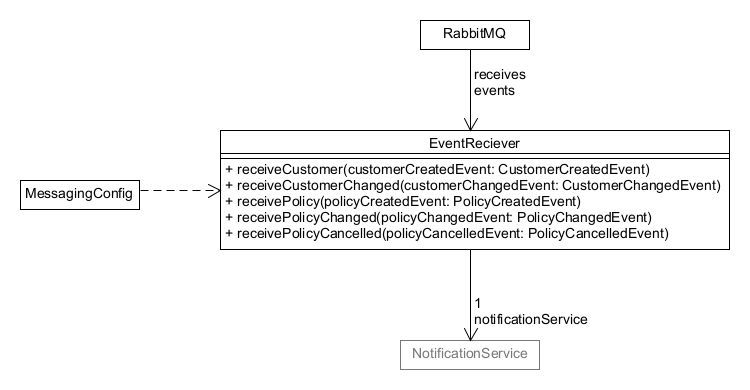 RabbitMQ
receives
events
EventReciever
+ receiveCustomer(customerCreatedEvent: CustomerCreatedEvent)
+ receiveCustomerChanged(customerChangedEvent: CustomerChangedEvent)
+ receivePolicy(policyCreatedEvent: PolicyCreatedEvent)
+ receivePolicyChanged(policyChangedEvent: PolicyChangedEvent)
+ receivePolicyCancelled(policyCancelledEvent: PolicyCancelledEvent)
MessagingConfig
1
notificationService
NotificationService